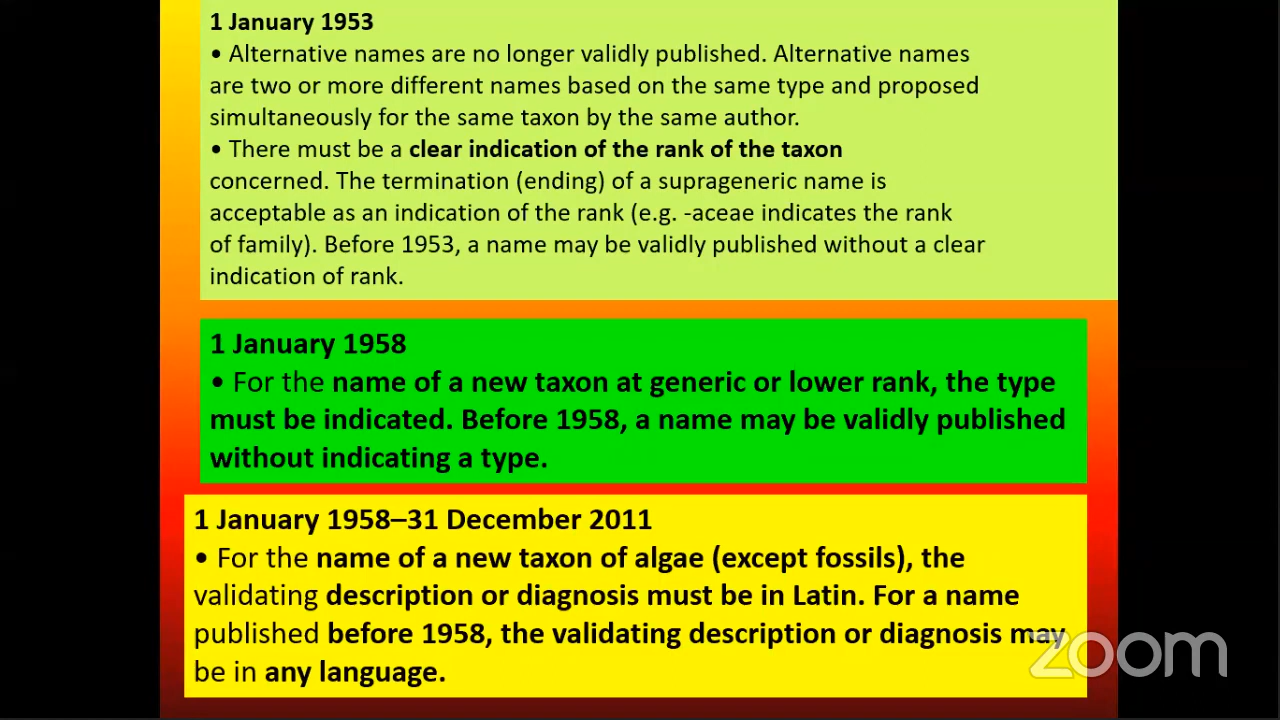 1 January 1953
• Alternative names are no longer validly published. Alternative names
are two or more different names based on the same type and proposed
simultaneously for the same taxon by the same author.
• There must be a clear indication of the rank of the taxon
concerned. The termination (ending) of a suprageneric name is
acceptable as an indication of the rank (e.g. -aceae indicates the rank
of family). Before 1953, a name may be validly published without a clear
indication of rank.
1 January 1958
• For the name of a new taxon at generic or lower rank, the type
must be indicated. Before 1958, a name may be validly published
without indicating a type.
1 January 1958–31 December 2011
• For the name of a new taxon of algae (except fossils), the
validating description or diagnosis must be in Latin. For a name
published before 1958, the validating description or diagnosis may
be in any language.
zoom